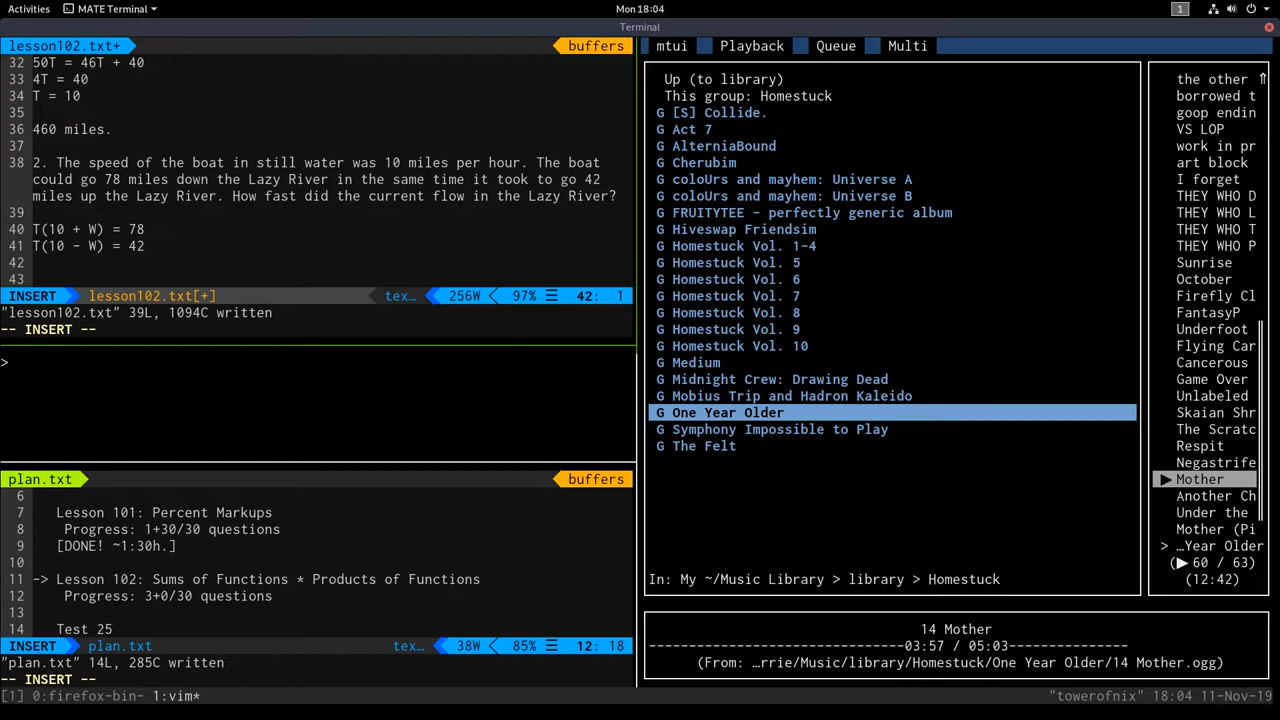 Activities MATE Terminal Mon 18:04 1
Terminal
lesson102.txt+ buffers
32 50T = 46T + 40
33 4T = 40
34 T = 10
35
36 460 miles.
37
38 2. The speed of the boat in still water was 10 miles per hour. The boat
could go 78 miles down the Lazy River in the same time it took to go 42
miles up the Lazy River. How fast did the current flow in the Lazy River?
39
40 T(10 + W) = 78
41 T(10 - W) = 42
42
43
INSERT lesson102.txt[+] tex… 256W 97% ☰ 42: 1
"lesson102.txt" 39L, 1094C written
-- INSERT --
>
plan.txt buffers
6
7 Lesson 101: Percent Markups
8 Progress: 1+30/30 questions
9 [DONE! ~1:30h.]
10
11 -> Lesson 102: Sums of Functions * Products of Functions
12 Progress: 3+0/30 questions
13
14 Test 25
INSERT plan.txt tex… 38W 85% ☰ 12: 18
"plan.txt" 14L, 285C written
-- INSERT --
mtui Playback Queue Multi
Up (to library)
This group: Homestuck
G [S] Collide.
G Act 7
G AlterniaBound
G Cherubim
G coloUrs and mayhem: Universe A
G coloUrs and mayhem: Universe B
G FRUITYTEE - perfectly generic album
G Hiveswap Friendsim
G Homestuck Vol. 1-4
G Homestuck Vol. 5
G Homestuck Vol. 6
G Homestuck Vol. 7
G Homestuck Vol. 8
G Homestuck Vol. 9
G Homestuck Vol. 10
G Medium
G Midnight Crew: Drawing Dead
G Mobius Trip and Hadron Kaleido
G One Year Older
G Symphony Impossible to Play
G The Felt
In: My ~/Music Library > library > Homestuck
the other ⇑
borrowed t
goop endin
VS LOP
work in pr
art block
I forget
THEY WHO D
THEY WHO L
THEY WHO T
THEY WHO P
Sunrise
October
Firefly Cl
FantasyP
Underfoot
Flying Car
Cancerous
Game Over
Unlabeled
Skaian Shr
The Scratc
Respit
Negastrife
▶ Mother
Another Ch
Under the
Mother (Pi
> …Year Older
(▶ 60 / 63)
(12:42)
14 Mother
-----------------------------------03:57 / 05:03---------------
(From: …rrie/Music/library/Homestuck/One Year Older/14 Mother.ogg)
[1] 0:firefox-bin- 1:vim* "towerofnix" 18:04 11-Nov-19